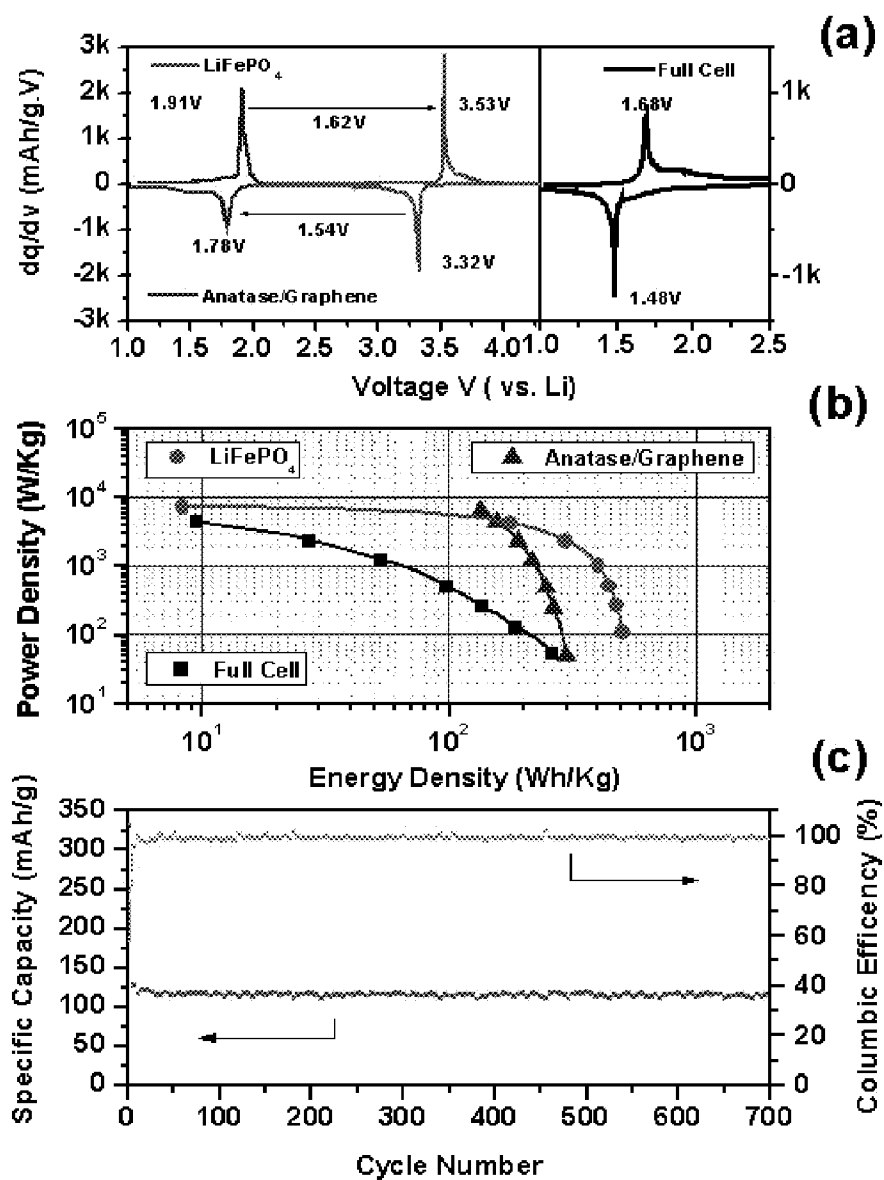 (a)
3k
2k
1k
0
-1k
-2k
-3k
dq/dv (mAh/g.V)
LiFePO4
1.91V
1.62V
3.53V
1.78V
1.54V
3.32V
Anatase/Graphene
Full Cell
1.68V
1.48V
1k
0
-1k
1.0 1.5 2.0 2.5 3.0 3.5 4.0 1.0 1.5 2.0 2.5
Voltage V ( vs. Li)
(b)
10^5
10^4
10^3
10^2
10^1
Power Density (W/Kg)
LiFePO4
Anatase/Graphene
Full Cell
10^1 10^2 10^3
Energy Density (Wh/Kg)
(c)
350
325
250
217
150
115
100
50
0
Specific Capacity (mAh/g)
100
80
60
40
20
0
Columbic Efficency (%)
0 100 200 300 400 500 600 700
Cycle Number